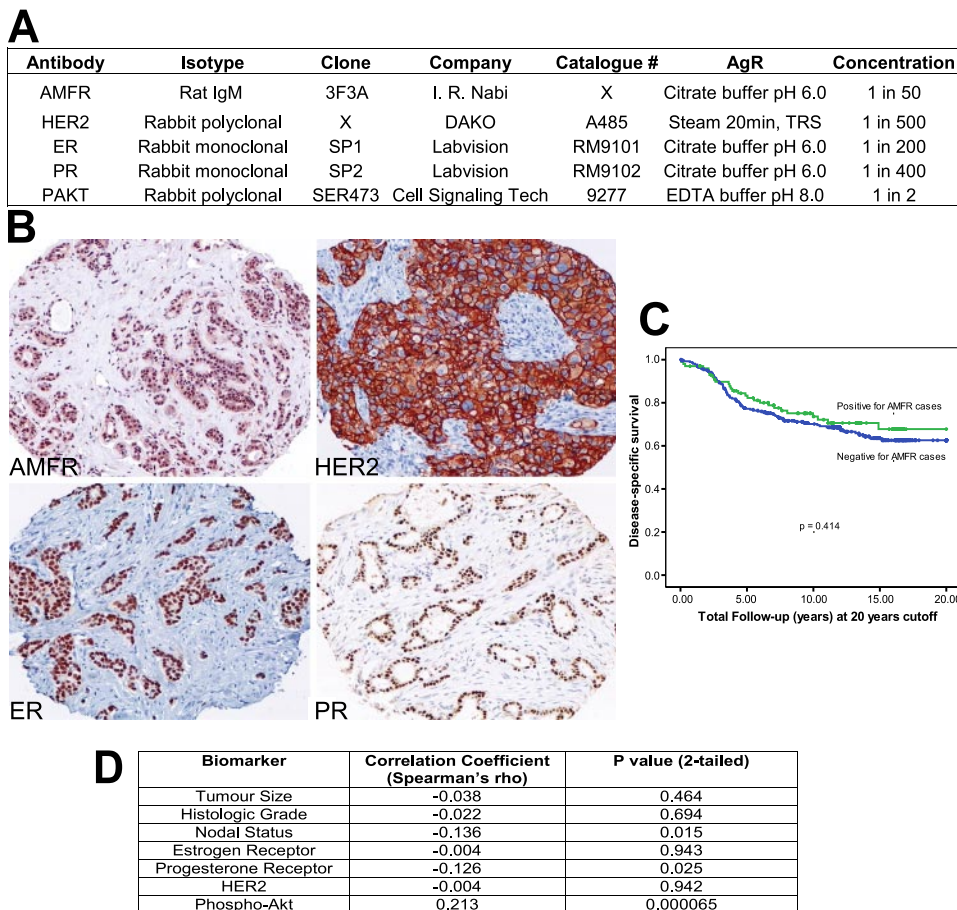 A
Antibody Isotype Clone Company Catalogue # AgR Concentration
AMFR Rat IgM 3F3A I. R. Nabi X Citrate buffer pH 6.0 1 in 50
HER2 Rabbit polyclonal X DAKO A485 Steam 20min, TRS 1 in 500
ER Rabbit monoclonal SP1 Labvision RM9101 Citrate buffer pH 6.0 1 in 200
PR Rabbit monoclonal SP2 Labvision RM9102 Citrate buffer pH 6.0 1 in 400
PAKT Rabbit polyclonal SER473 Cell Signaling Tech 9277 EDTA buffer pH 8.0 1 in 2
B
AMFR
HER2
ER
PR
C
Disease-specific survival
1.0
0.8
0.6
0.4
0.2
0.0
Positive for AMFR cases
Negative for AMFR cases
p = 0.414
0.00 5.00 10.00 15.00 20.00
Total Follow-up (years) at 20 years cutoff
D
Biomarker Correlation Coefficient (Spearman's rho) P value (2-tailed)
Tumour Size -0.038 0.464
Histologic Grade -0.022 0.694
Nodal Status -0.136 0.015
Estrogen Receptor -0.004 0.943
Progesterone Receptor -0.126 0.025
HER2 -0.004 0.942
Phospho-Akt 0.213 0.000065